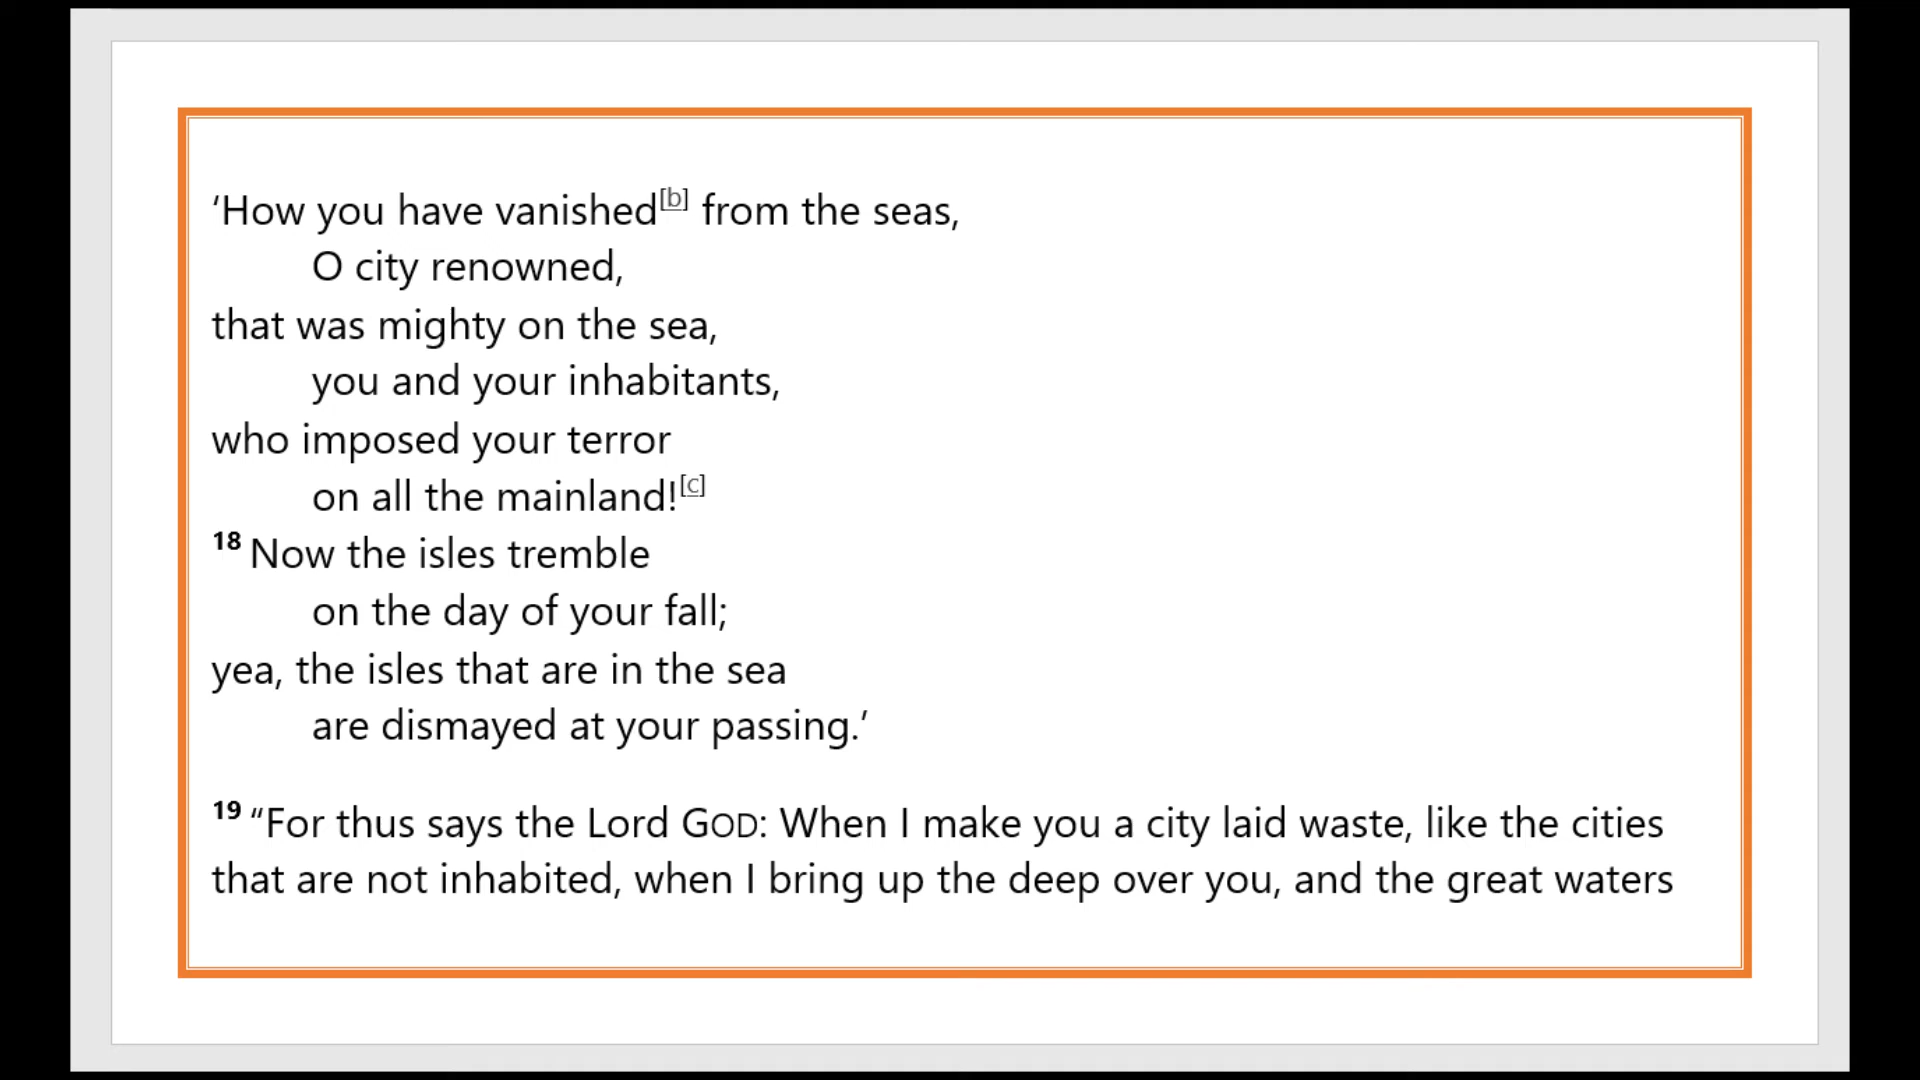 ‘How you have vanished[b] from the seas,
O city renowned,
that was mighty on the sea,
you and your inhabitants,
who imposed your terror
on all the mainland![c]
18 Now the isles tremble
on the day of your fall;
yea, the isles that are in the sea
are dismayed at your passing.’
19 “For thus says the Lord GOD: When I make you a city laid waste, like the cities
that are not inhabited, when I bring up the deep over you, and the great waters